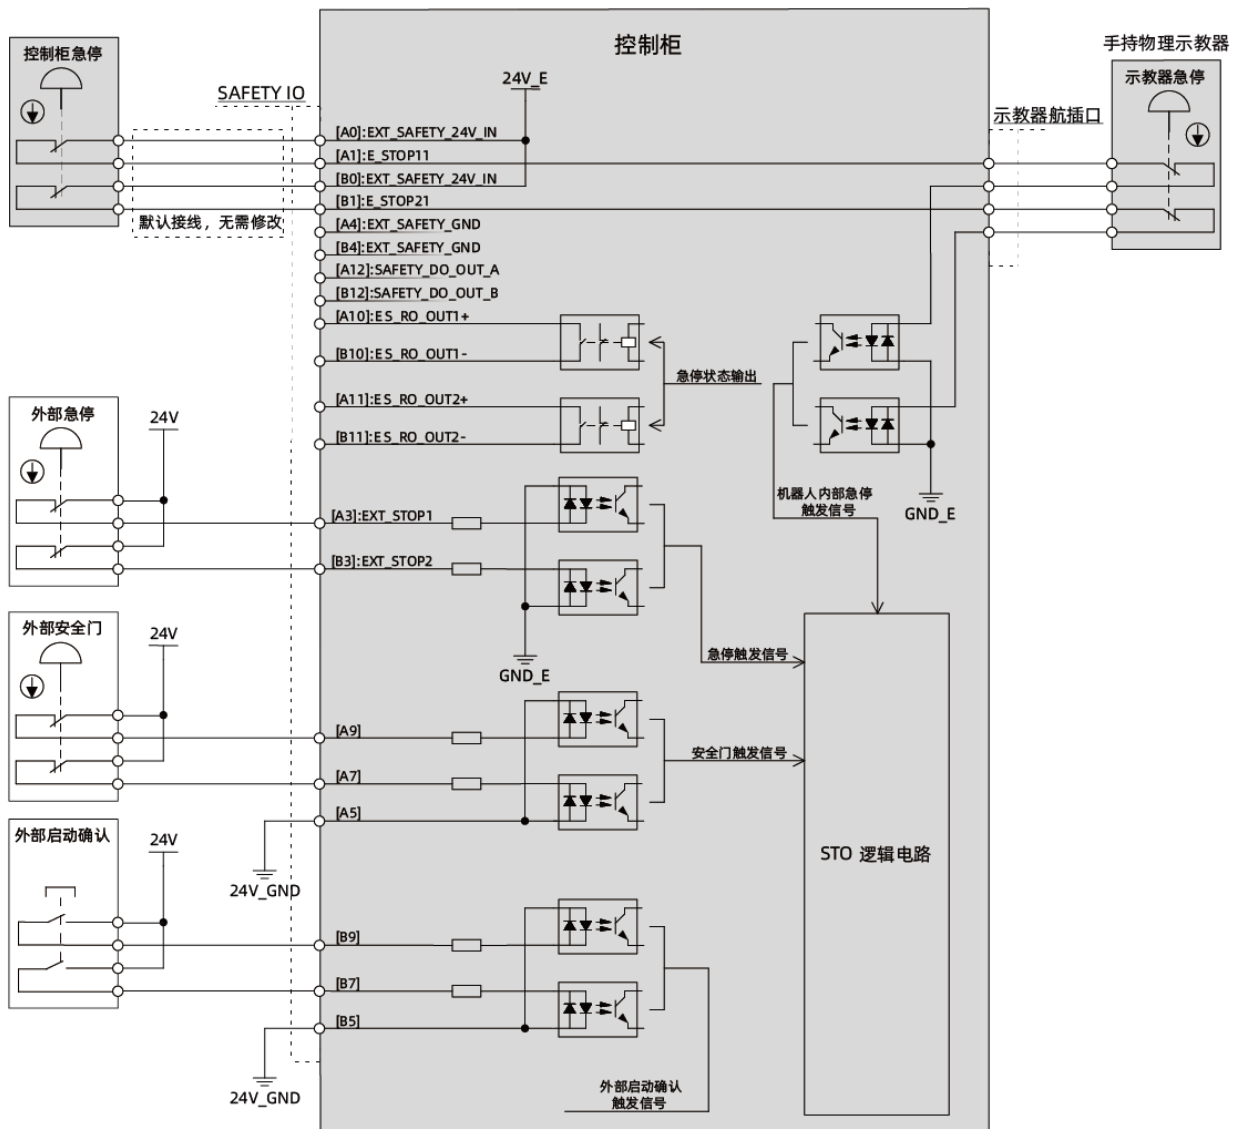 控制柜
手持物理示教器
控制柜急停
示教器急停
24V_E
SAFETY IO
示教器航插口
[A0]:EXT_SAFETY_24V_IN
[A1]:E_STOP11
[B0]:EXT_SAFETY_24V_IN
[B1]:E_STOP21
默认接线，无需修改
[A4]:EXT_SAFETY_GND
[B4]:EXT_SAFETY_GND
[A12]:SAFETY_DO_OUT_A
[B12]:SAFETY_DO_OUT_B
[A10]:ES_RO_OUT1+
[B10]:ES_RO_OUT1-
急停状态输出
[A11]:ES_RO_OUT2+
[B11]:ES_RO_OUT2-
外部急停
24V
机器人内部急停
触发信号
GND_E
[A3]:EXT_STOP1
[B3]:EXT_STOP2
外部安全门
24V
急停触发信号
GND_E
[A9]
安全门触发信号
[A7]
[A5]
外部启动确认
24V
STO 逻辑电路
24V_GND
[B9]
[B7]
[B5]
24V_GND
外部启动确认
触发信号